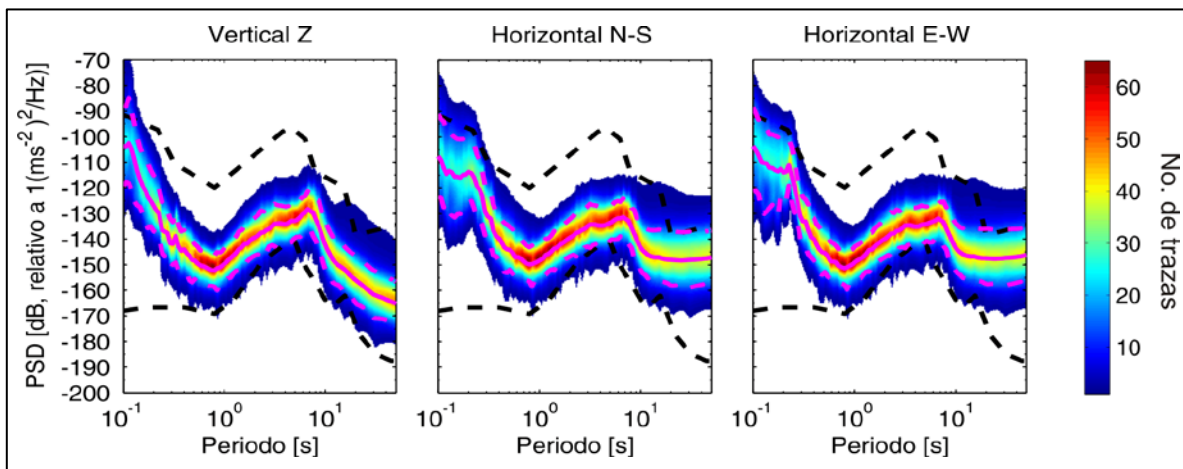 Vertical Z
Horizontal N-S
Horizontal E-W
PSD [dB, relativo a 1(ms⁻²)²/Hz)]
-70
-80
-90
-100
-110
-120
-130
-140
-150
-160
-170
-180
-190
-200
10⁻¹ 10⁰ 10¹
10⁻¹ 10⁰ 10¹
10⁻¹ 10⁰ 10¹
Periodo [s]
Periodo [s]
Periodo [s]
60
50
40
30
20
10
No. de trazas